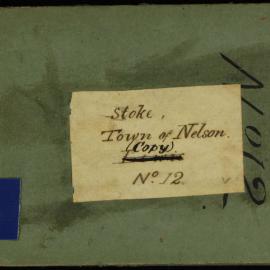 Stoke,
Town of Nelson.
(Copy)
Nº 12.